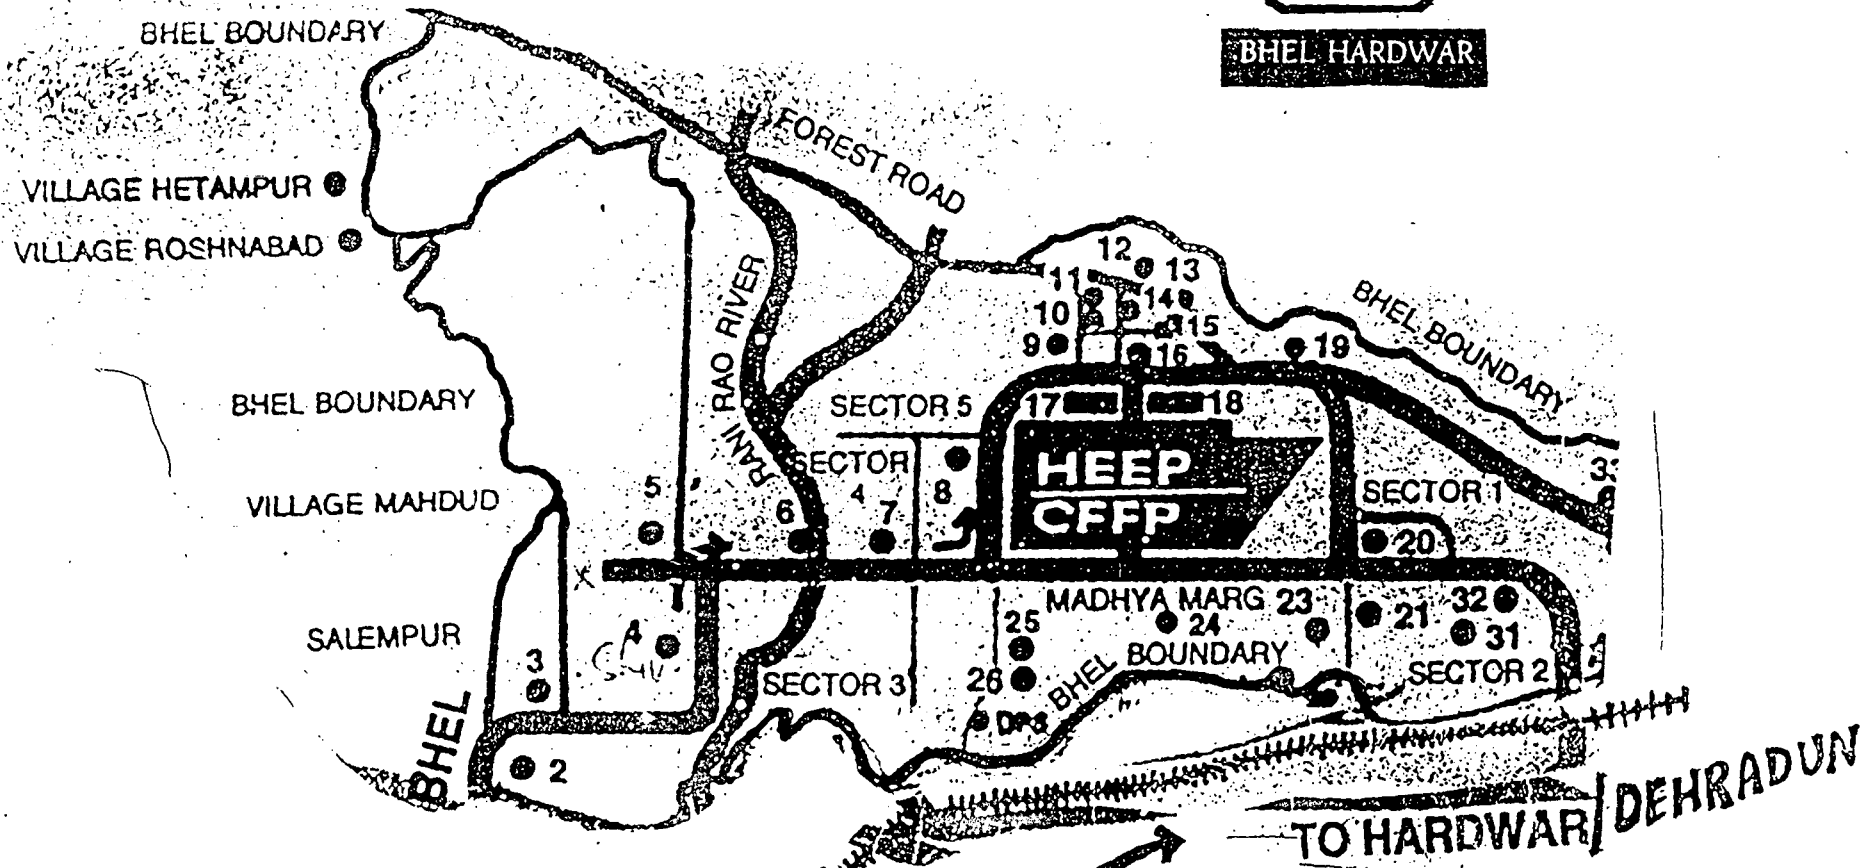 BHEL HARDWAR
BHEL BOUNDARY
FOREST ROAD
VILLAGE HETAMPUR
VILLAGE ROSHNABAD
12
13
11
14
10
15
9
16
19
BHEL BOUNDARY
RANI RAO RIVER
BHEL BOUNDARY
SECTOR 5
17
18
SECTOR
4
8
HEEP
CFFP
SECTOR 1
VILLAGE MAHDUD
5
6
7
20
MADHYA MARG
23
21
32
31
25
24
SALEMPUR
4
3
BHEL BOUNDARY
SECTOR 2
SECTOR 3
26
DPS
BHEL
2
TO HARDWAR/DEHRADUN